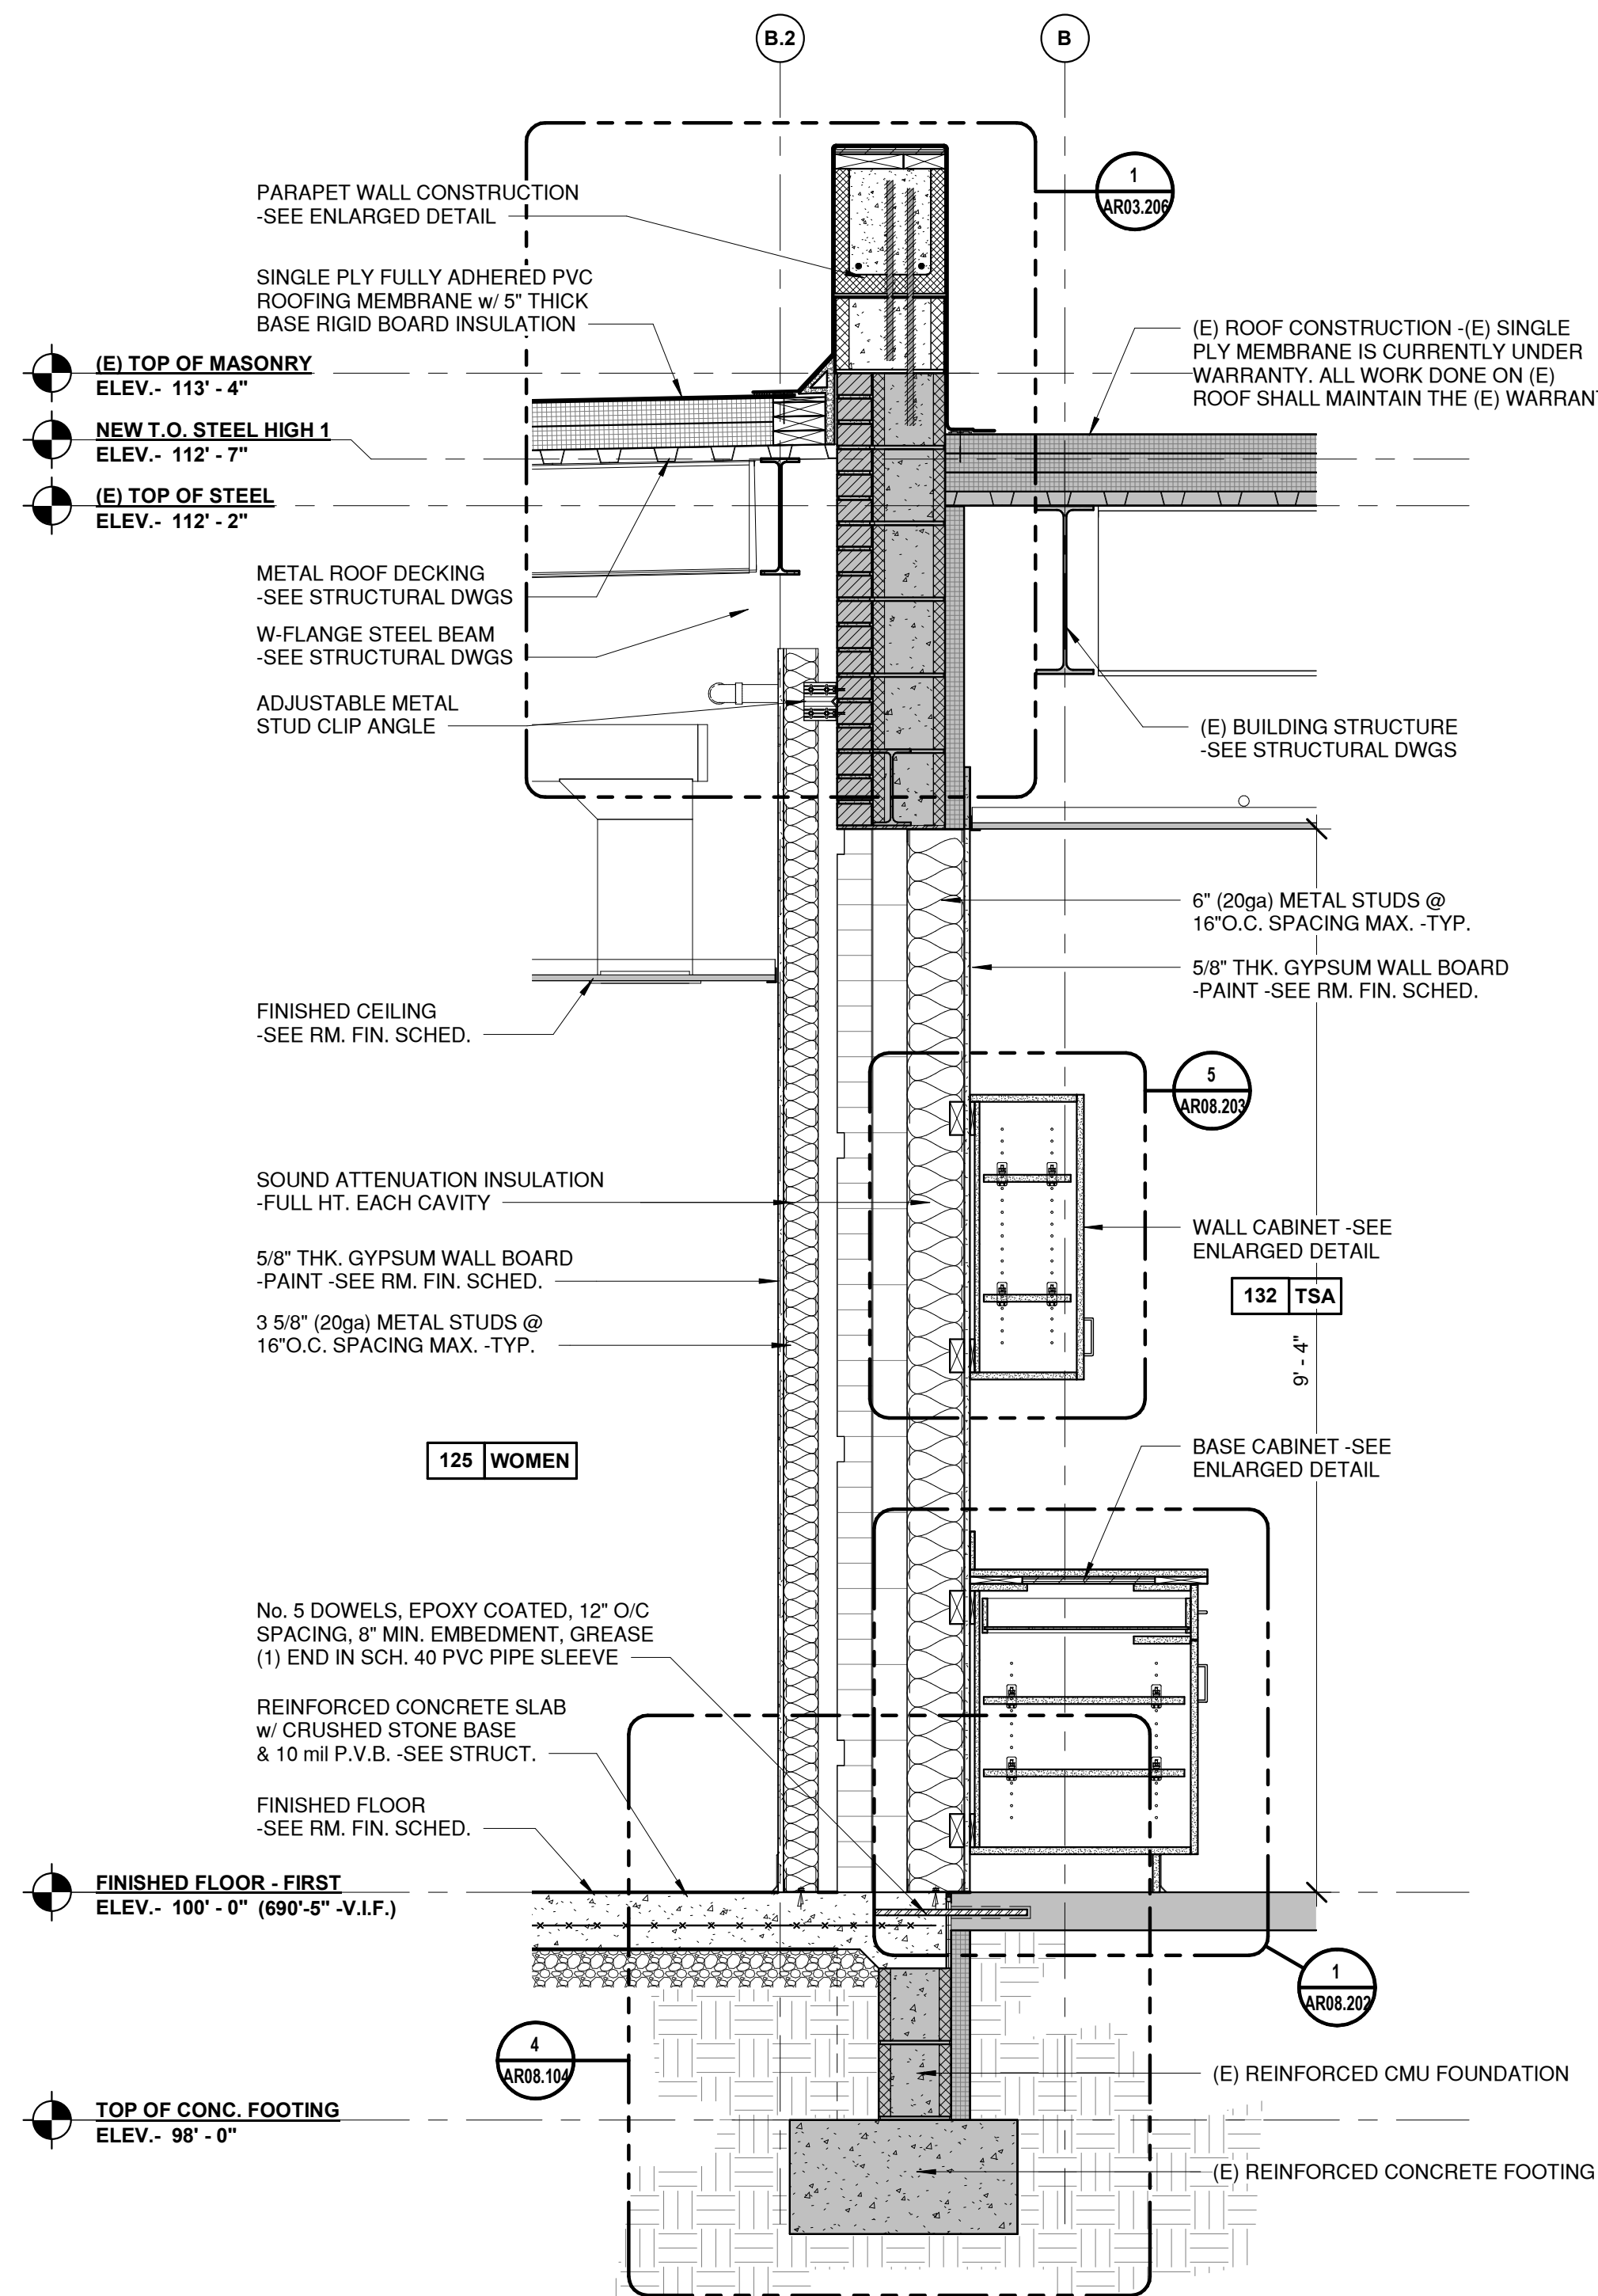 B.2
B
1
AR03.206
PARAPET WALL CONSTRUCTION
-SEE ENLARGED DETAIL
SINGLE PLY FULLY ADHERED PVC
ROOFING MEMBRANE w/ 5" THICK
BASE RIGID BOARD INSULATION
(E) ROOF CONSTRUCTION -(E) SINGLE
PLY MEMBRANE IS CURRENTLY UNDER
WARRANTY. ALL WORK DONE ON (E)
ROOF SHALL MAINTAIN THE (E)
(E) TOP OF MASONRY
ELEV.- 113' - 4"
NEW T.O. STEEL HIGH 1
ELEV.- 112' - 7"
(E) TOP OF STEEL
ELEV.- 112' - 2"
METAL ROOF DECKING
-SEE STRUCTURAL DWGS
W-FLANGE STEEL BEAM
-SEE STRUCTURAL DWGS
ADJUSTABLE METAL
STUD CLIP ANGLE
(E) BUILDING STRUCTURE
-SEE STRUCTURAL DWGS
6" (20ga) METAL STUDS @
16"O.C. SPACING MAX. -TYP.
5/8" THK. GYPSUM WALL BOARD
-PAINT -SEE RM. FIN. SCHED.
FINISHED CEILING
-SEE RM. FIN. SCHED.
5
AR08.203
SOUND ATTENUATION INSULATION
-FULL HT. EACH CAVITY
WALL CABINET -SEE
ENLARGED DETAIL
5/8" THK. GYPSUM WALL BOARD
-PAINT -SEE RM. FIN. SCHED.
132 TSA
3 5/8" (20ga) METAL STUDS @
16"O.C. SPACING MAX. -TYP.
9' - 4"
125 WOMEN
BASE CABINET -SEE
ENLARGED DETAIL
No. 5 DOWELS, EPOXY COATED, 12" O/C
SPACING, 8" MIN. EMBEDMENT, GREASE
(1) END IN SCH. 40 PVC PIPE SLEEVE
REINFORCED CONCRETE SLAB
w/ CRUSHED STONE BASE
& 10 mil P.V.B. -SEE STRUCT.
FINISHED FLOOR
-SEE RM. FIN. SCHED.
FINISHED FLOOR - FIRST
ELEV.- 100' - 0" (690'-5" -V.I.F.)
1
AR08.202
4
AR08.104
(E) REINFORCED CMU FOUNDATION
TOP OF CONC. FOOTING
ELEV.- 98' - 0"
(E) REINFORCED CONCRETE FOOTING